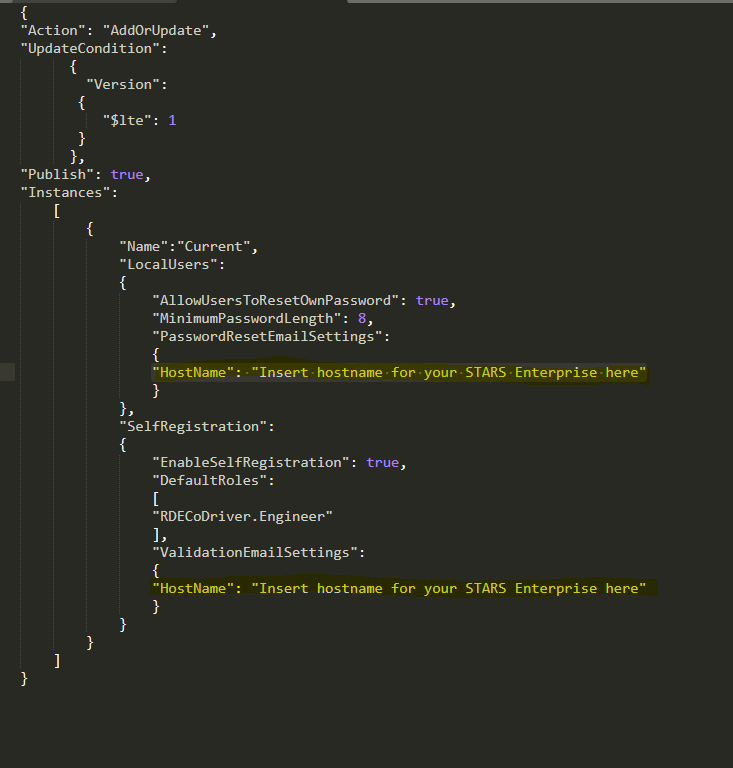 {
"Action": "AddOrUpdate",
"UpdateCondition":
{
"Version":
{
"$lte": 1
}
},
"Publish": true,
"Instances":
[
{
"Name":"Current",
"LocalUsers":
{
"AllowUsersToResetOwnPassword": true,
"MinimumPasswordLength": 8,
"PasswordResetEmailSettings":
{
"HostName": "Insert hostname for your STARS Enterprise here"
}
},
"SelfRegistration":
{
"EnableSelfRegistration": true,
"DefaultRoles":
[
"RDECoDriver.Engineer"
],
"ValidationEmailSettings":
{
"HostName": "Insert hostname for your STARS Enterprise here"
}
}
}
]
}